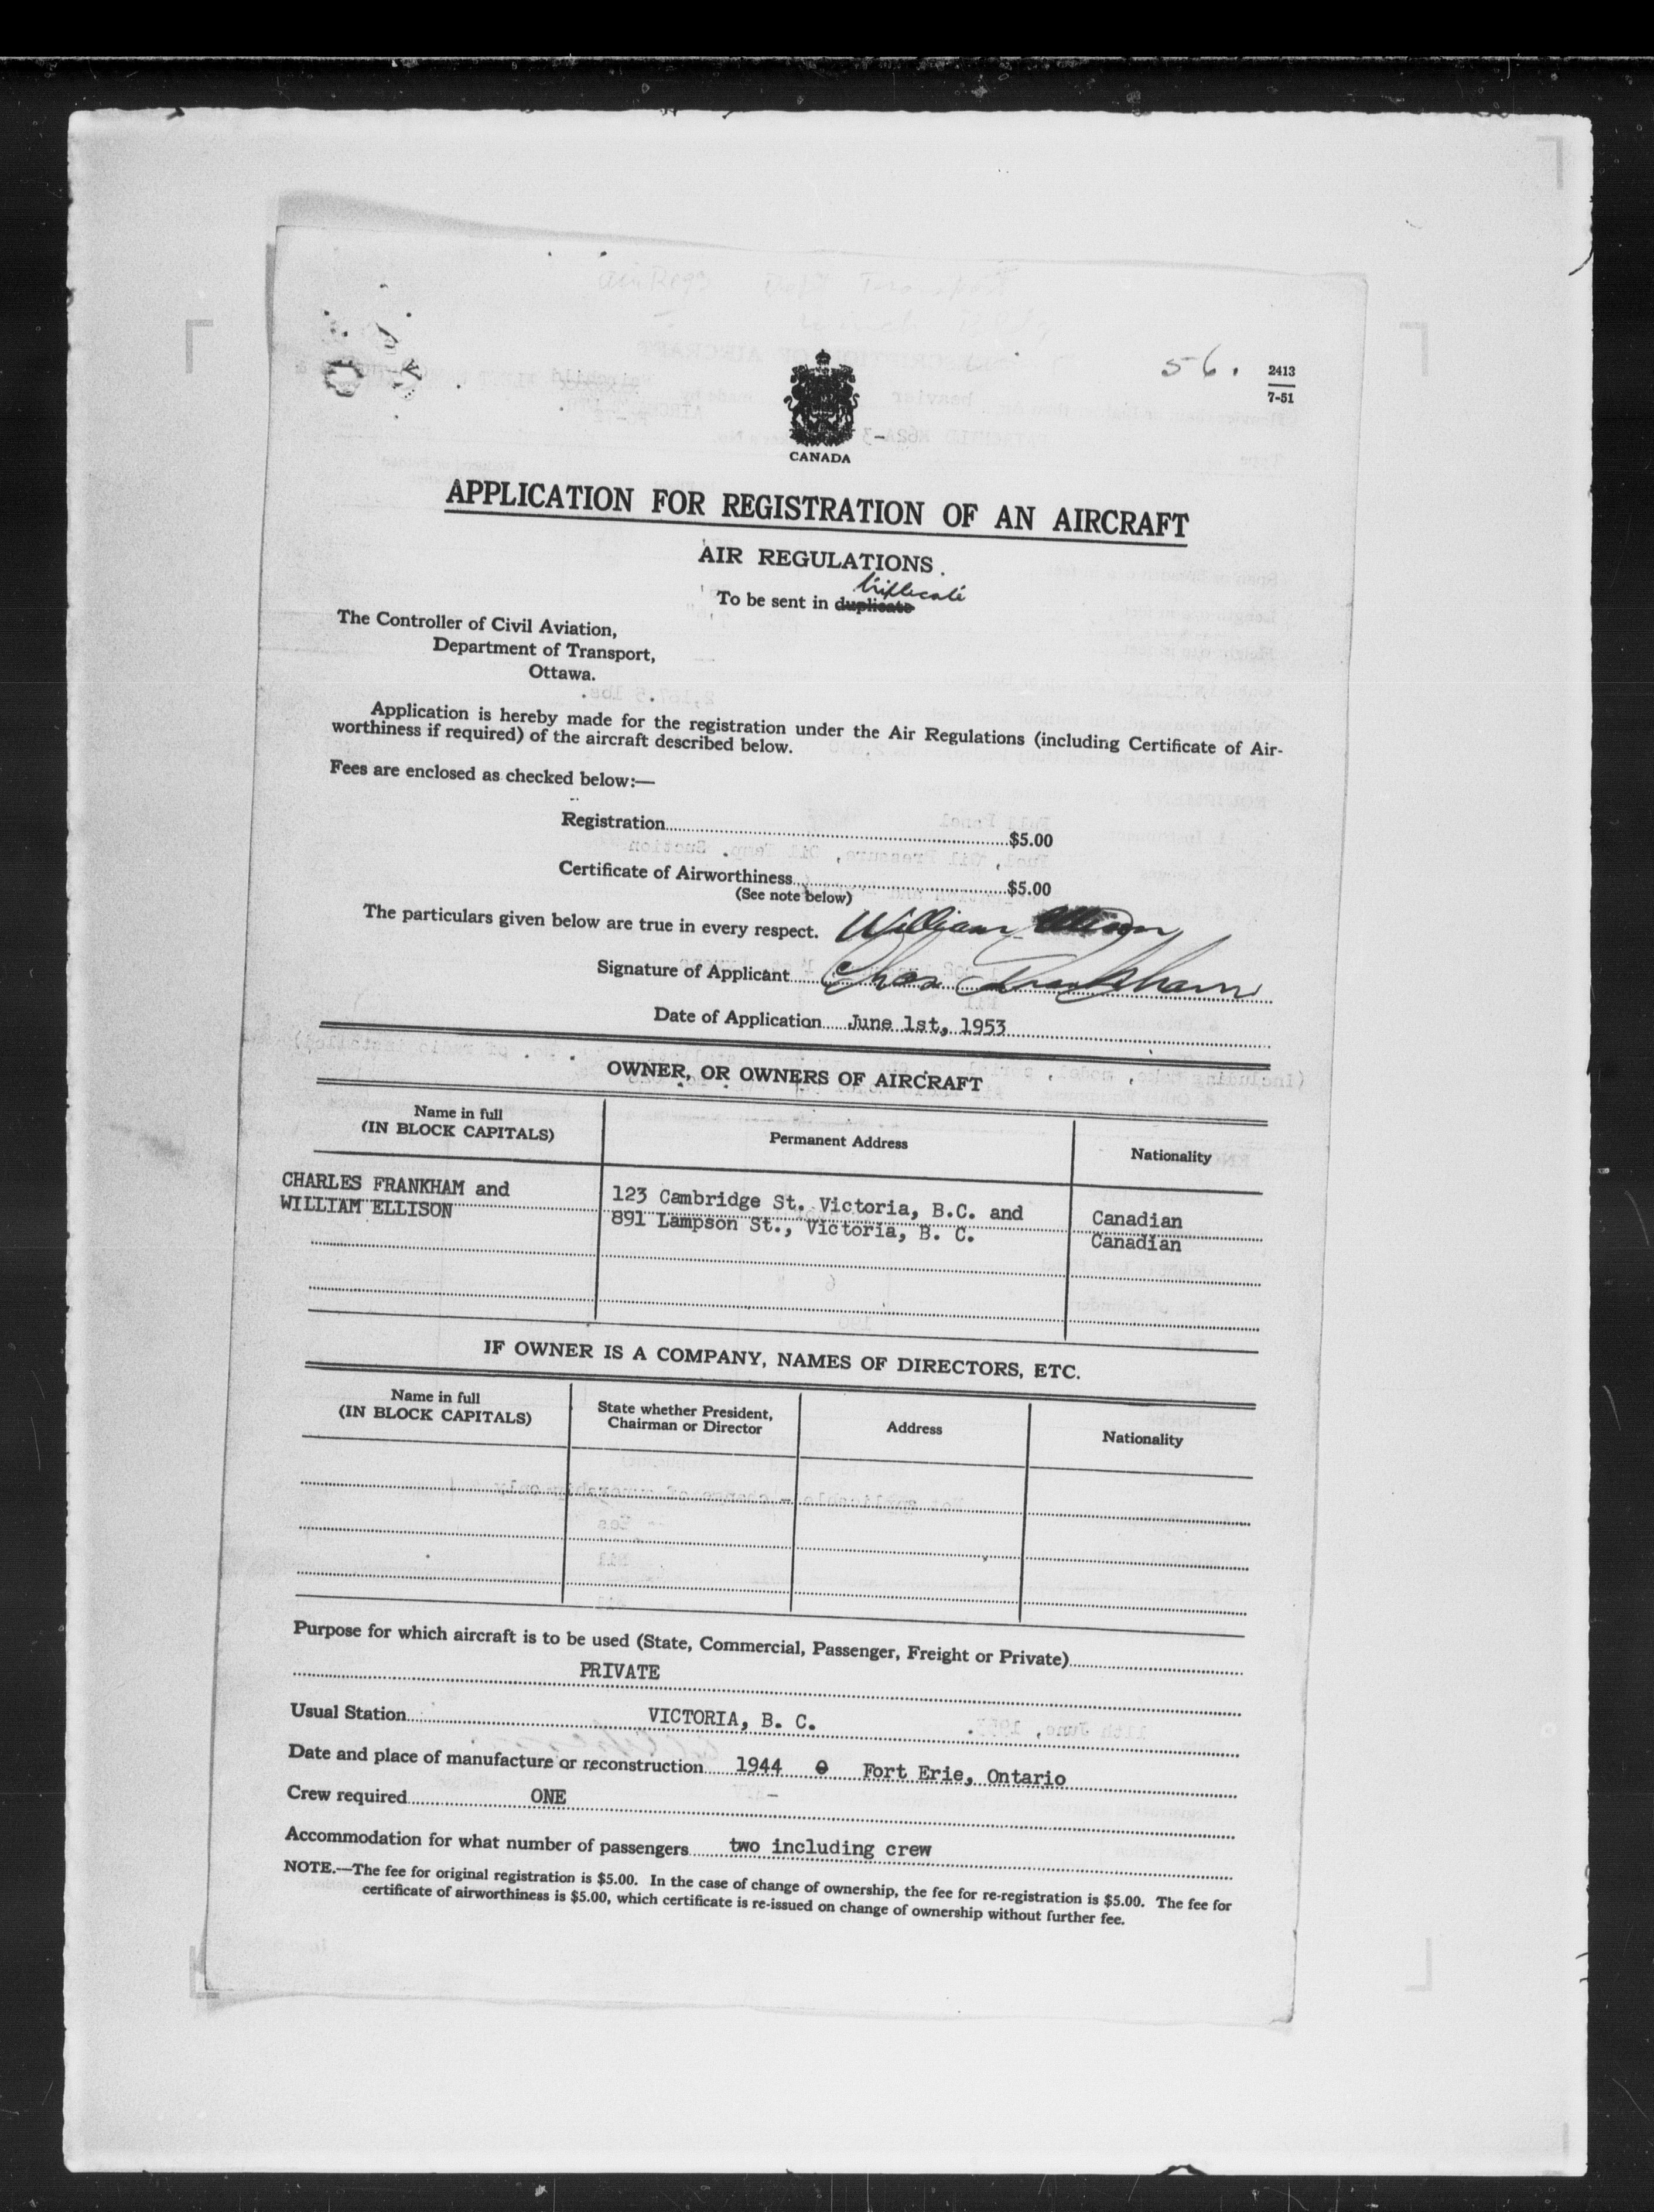 56.
2413
7-51
CANADA
APPLICATION FOR REGISTRATION OF AN AIRCRAFT
AIR REGULATIONS.
triplicate
To be sent in duplicate
The Controller of Civil Aviation,
Department of Transport,
Ottawa.
Application is hereby made for the registration under the Air Regulations (including Certificate of Air-
worthiness if required) of the aircraft described below.
Fees are enclosed as checked below:—
Registration $5.00
Certificate of Airworthiness $5.00
(See note below)
The particulars given below are true in every respect. William Ellison
Signature of Applicant Chas Frankham
Date of Application June 1st, 1953
OWNER, OR OWNERS OF AIRCRAFT
Name in full
(IN BLOCK CAPITALS)
Permanent Address
Nationality
CHARLES FRANKHAM and
WILLIAM ELLISON
123 Cambridge St. Victoria, B.C. and
891 Lampson St., Victoria, B. C.
Canadian
Canadian
IF OWNER IS A COMPANY, NAMES OF DIRECTORS, ETC.
Name in full
(IN BLOCK CAPITALS)
State whether President,
Chairman or Director
Address
Nationality
Purpose for which aircraft is to be used (State, Commercial, Passenger, Freight or Private)
PRIVATE
Usual Station VICTORIA, B. C.
Date and place of manufacture or reconstruction 1944 @ Fort Erie, Ontario
Crew required ONE
Accommodation for what number of passengers two including crew
NOTE.—The fee for original registration is $5.00. In the case of change of ownership, the fee for re-registration is $5.00. The fee for
certificate of airworthiness is $5.00, which certificate is re-issued on change of ownership without further fee.